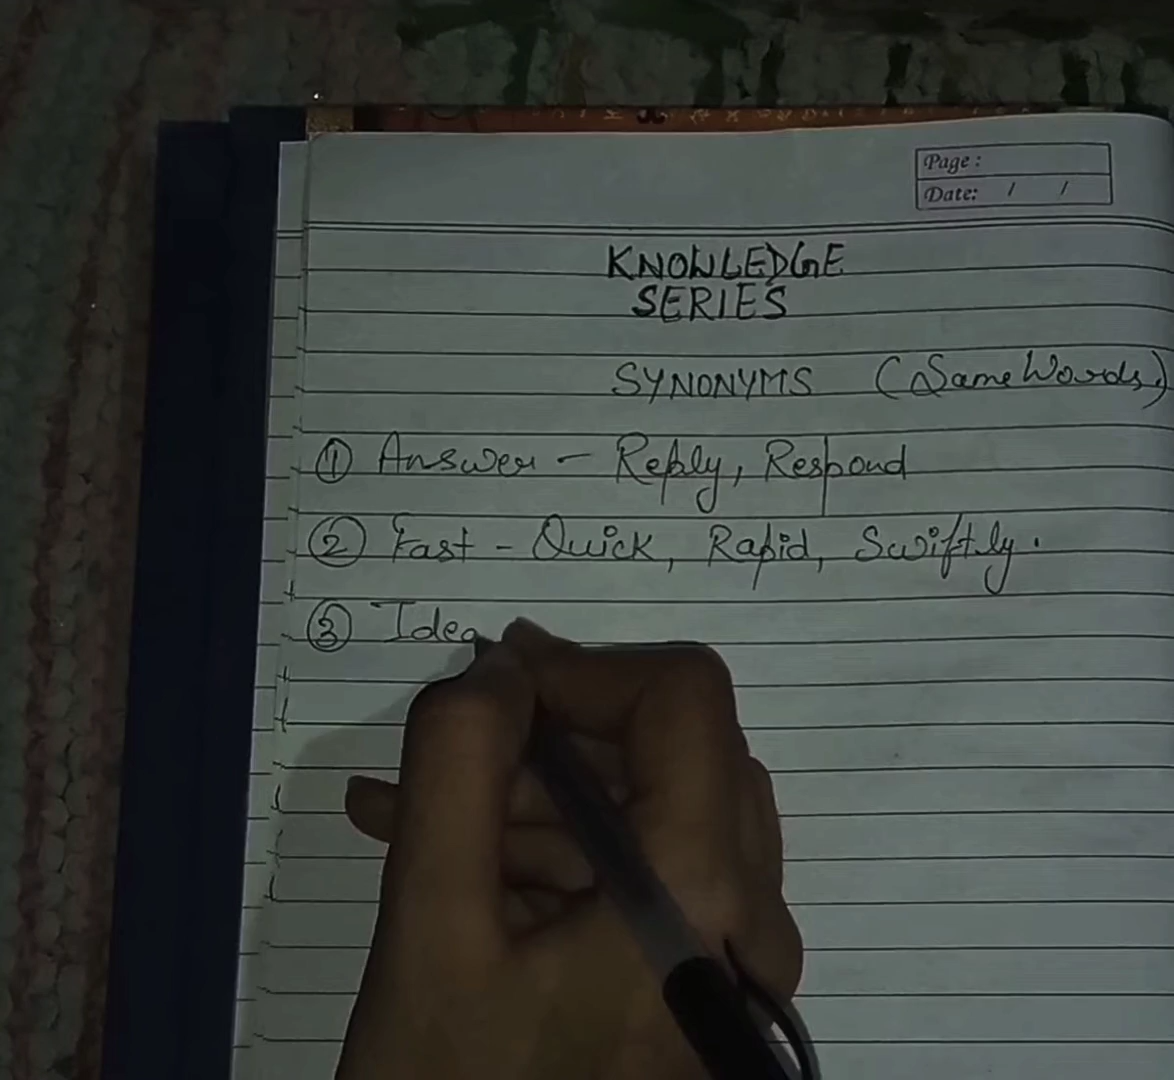 Page :
Date: / /
KNOWLEDGE
SERIES
SYNONYMS (Same Words)
① Answer – Reply, Respond
② Fast – Quick, Rapid, Swiftly.
③ Idea